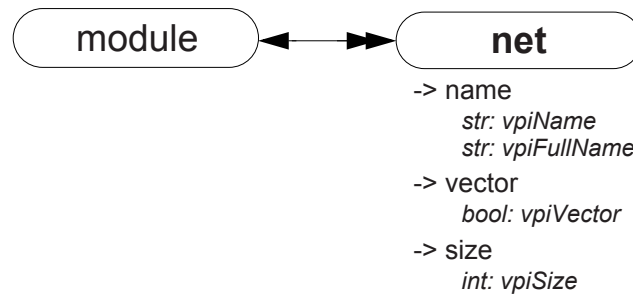 module
net
-> name
str: vpiName
str: vpiFullName
-> vector
bool: vpiVector
-> size
int: vpiSize